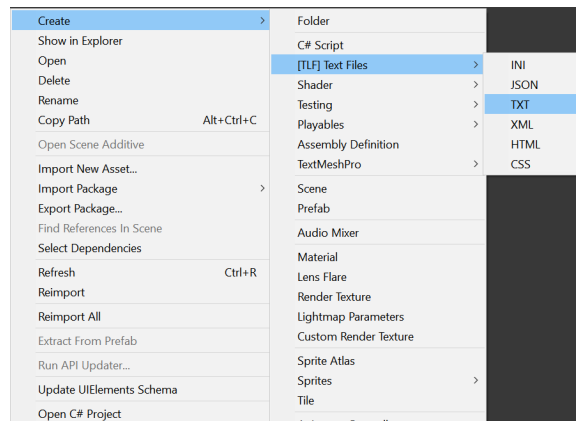 Create
Show in Explorer
Open
Delete
Rename
Copy Path Alt+Ctrl+C
Open Scene Additive
Import New Asset...
Import Package
Export Package...
Find References In Scene
Select Dependencies
Refresh Ctrl+R
Reimport
Reimport All
Extract From Prefab
Run API Updater...
Update UIElements Schema
Open C# Project
Folder
C# Script
[TLF] Text Files
Shader
Testing
Playables
Assembly Definition
TextMeshPro
Scene
Prefab
Audio Mixer
Material
Lens Flare
Render Texture
Lightmap Parameters
Custom Render Texture
Sprite Atlas
Sprites
Tile
INI
JSON
TXT
XML
HTML
CSS